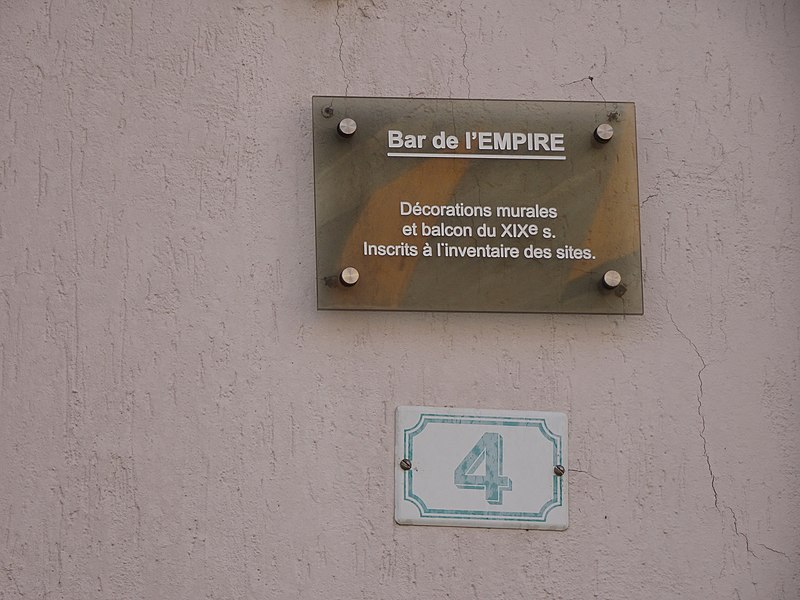 Bar de l'EMPIRE
Décorations murales
et balcon du XIXe s.
Inscrits à l`inventaire des sites.
4